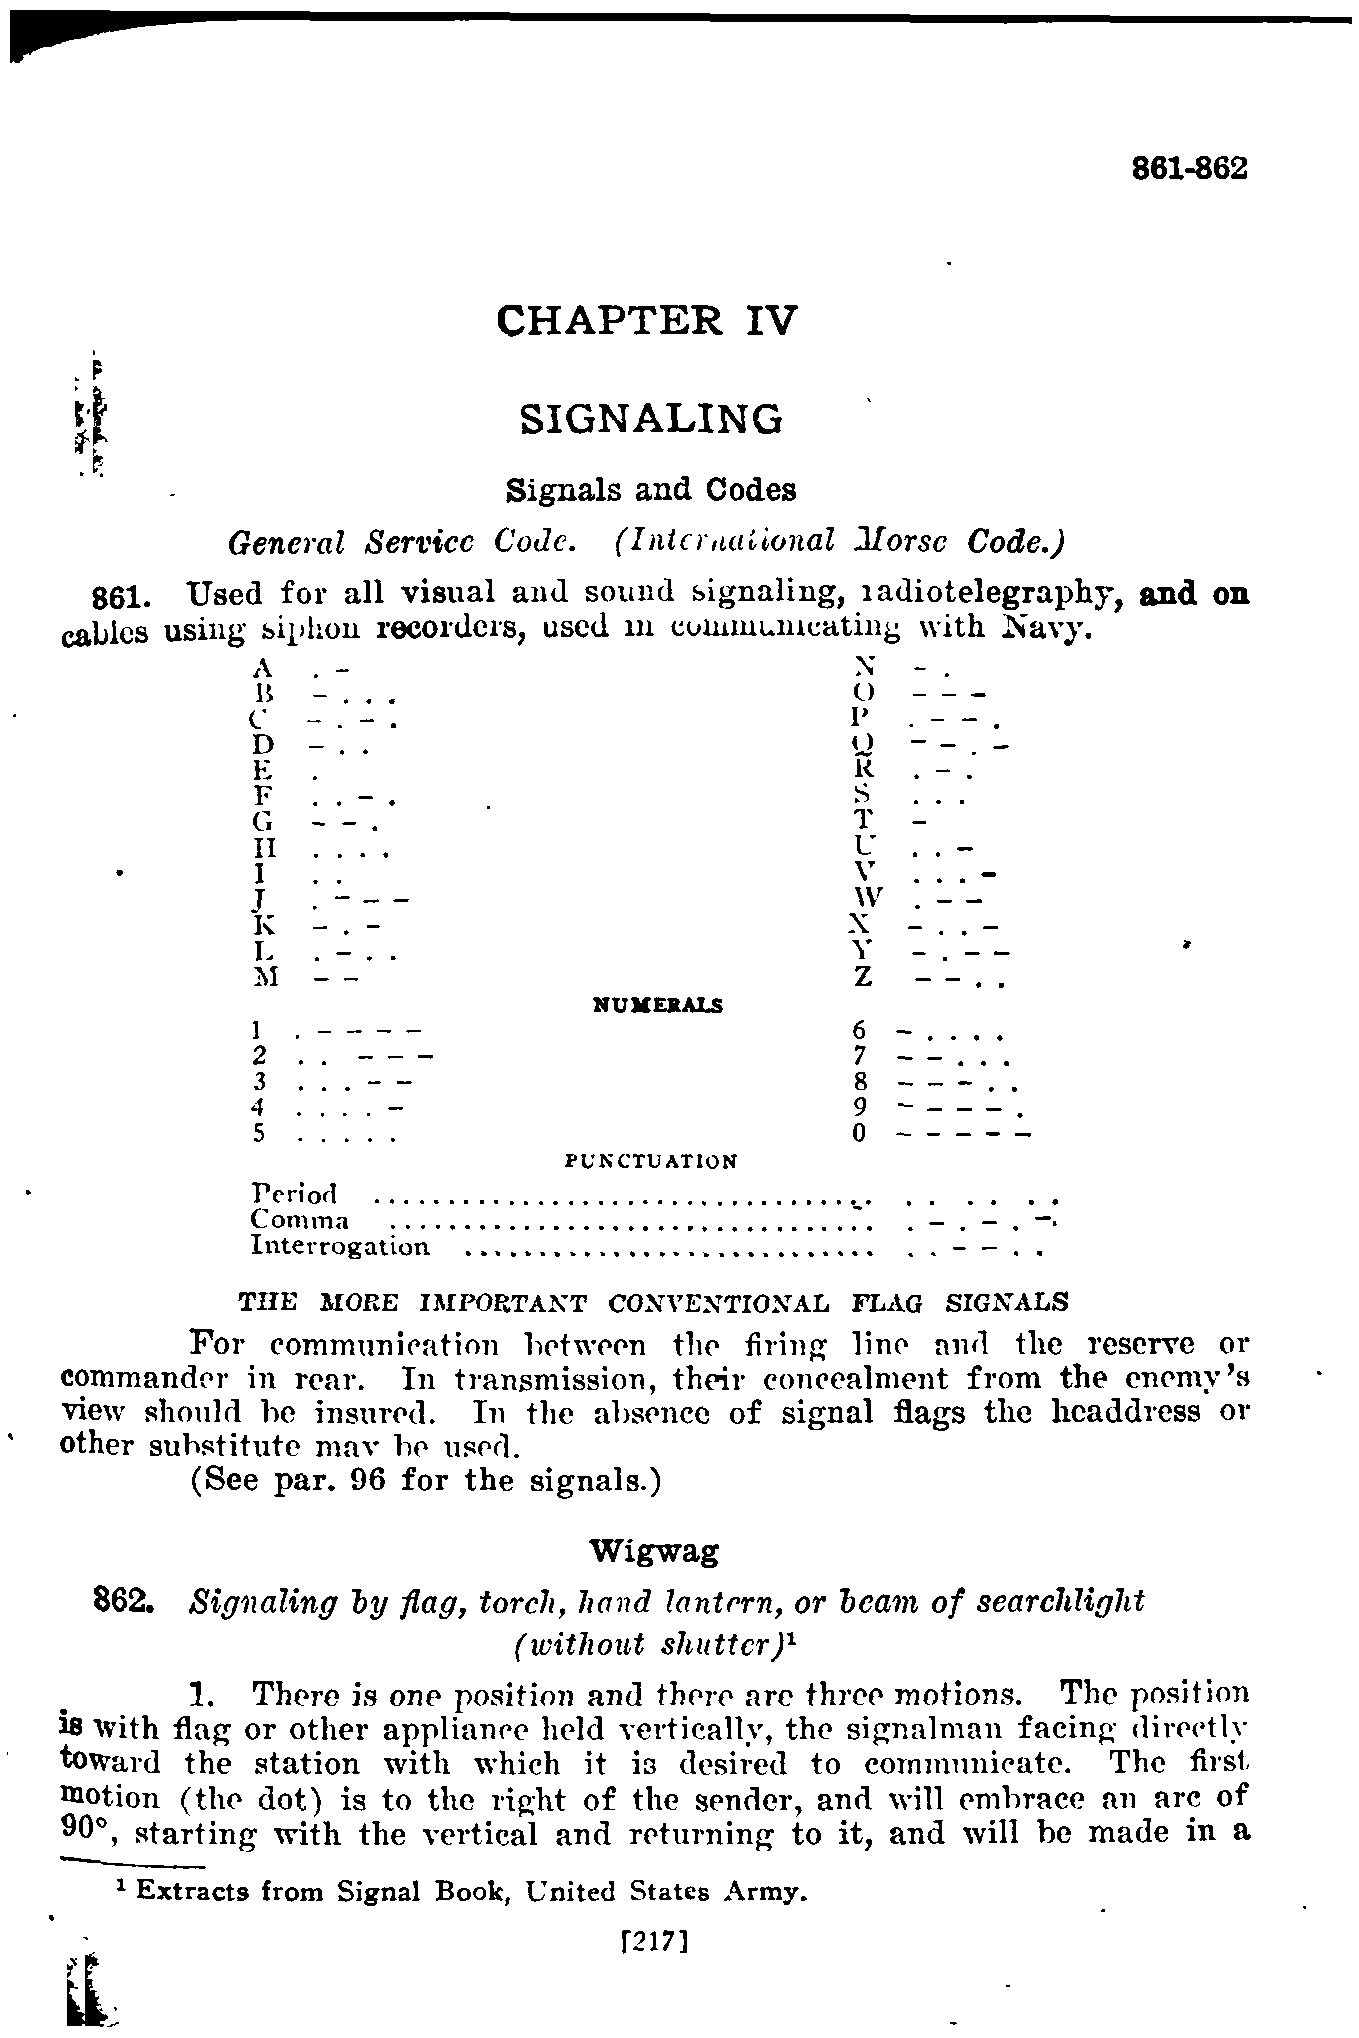 861-862
CHAPTER IV
SIGNALING
Signals and Codes
General Service Code. (International Morse Code.)
861. Used for all visual and sound signaling, radiotelegraphy, and on
cables using siphon recorders, used in communicating with Navy.
A . –
N – .
B – . . .
O – – –
C – . – .
P . – – .
D – . .
Q – – . –
E .
R . – .
F . . – .
S . . .
G – – .
T –
H . . . .
U . . –
I . .
V . . . –
J . – – –
W . – –
K – . –
X – . . –
L . – . .
Y – . – –
M – –
Z – – . .
NUMERALS
1 . – – – –
6 – . . . .
2 . . – – –
7 – – . . .
3 . . . – –
8 – – – . .
4 . . . . –
9 – – – – .
5 . . . . .
0 – – – – –
PUNCTUATION
Period .................................. . . . . . .
Comma ................................. . – . – . –.
Interrogation ............................ . . – – . .
THE MORE IMPORTANT CONVENTIONAL FLAG SIGNALS
For communication between the firing line and the reserve or
commander in rear. In transmission, their concealment from the enemy's
view should be insured. In the absence of signal flags the headdress or
other substitute may be used.
(See par. 96 for the signals.)
Wigwag
862. Signaling by flag, torch, hand lantern, or beam of searchlight
(without shutter)¹
1. There is one position and there are three motions. The position
is with flag or other appliance held vertically, the signalman facing directly
toward the station with which it is desired to communicate. The first
motion (the dot) is to the right of the sender, and will embrace an arc of
90°, starting with the vertical and returning to it, and will be made in a
¹ Extracts from Signal Book, United States Army.
[217]